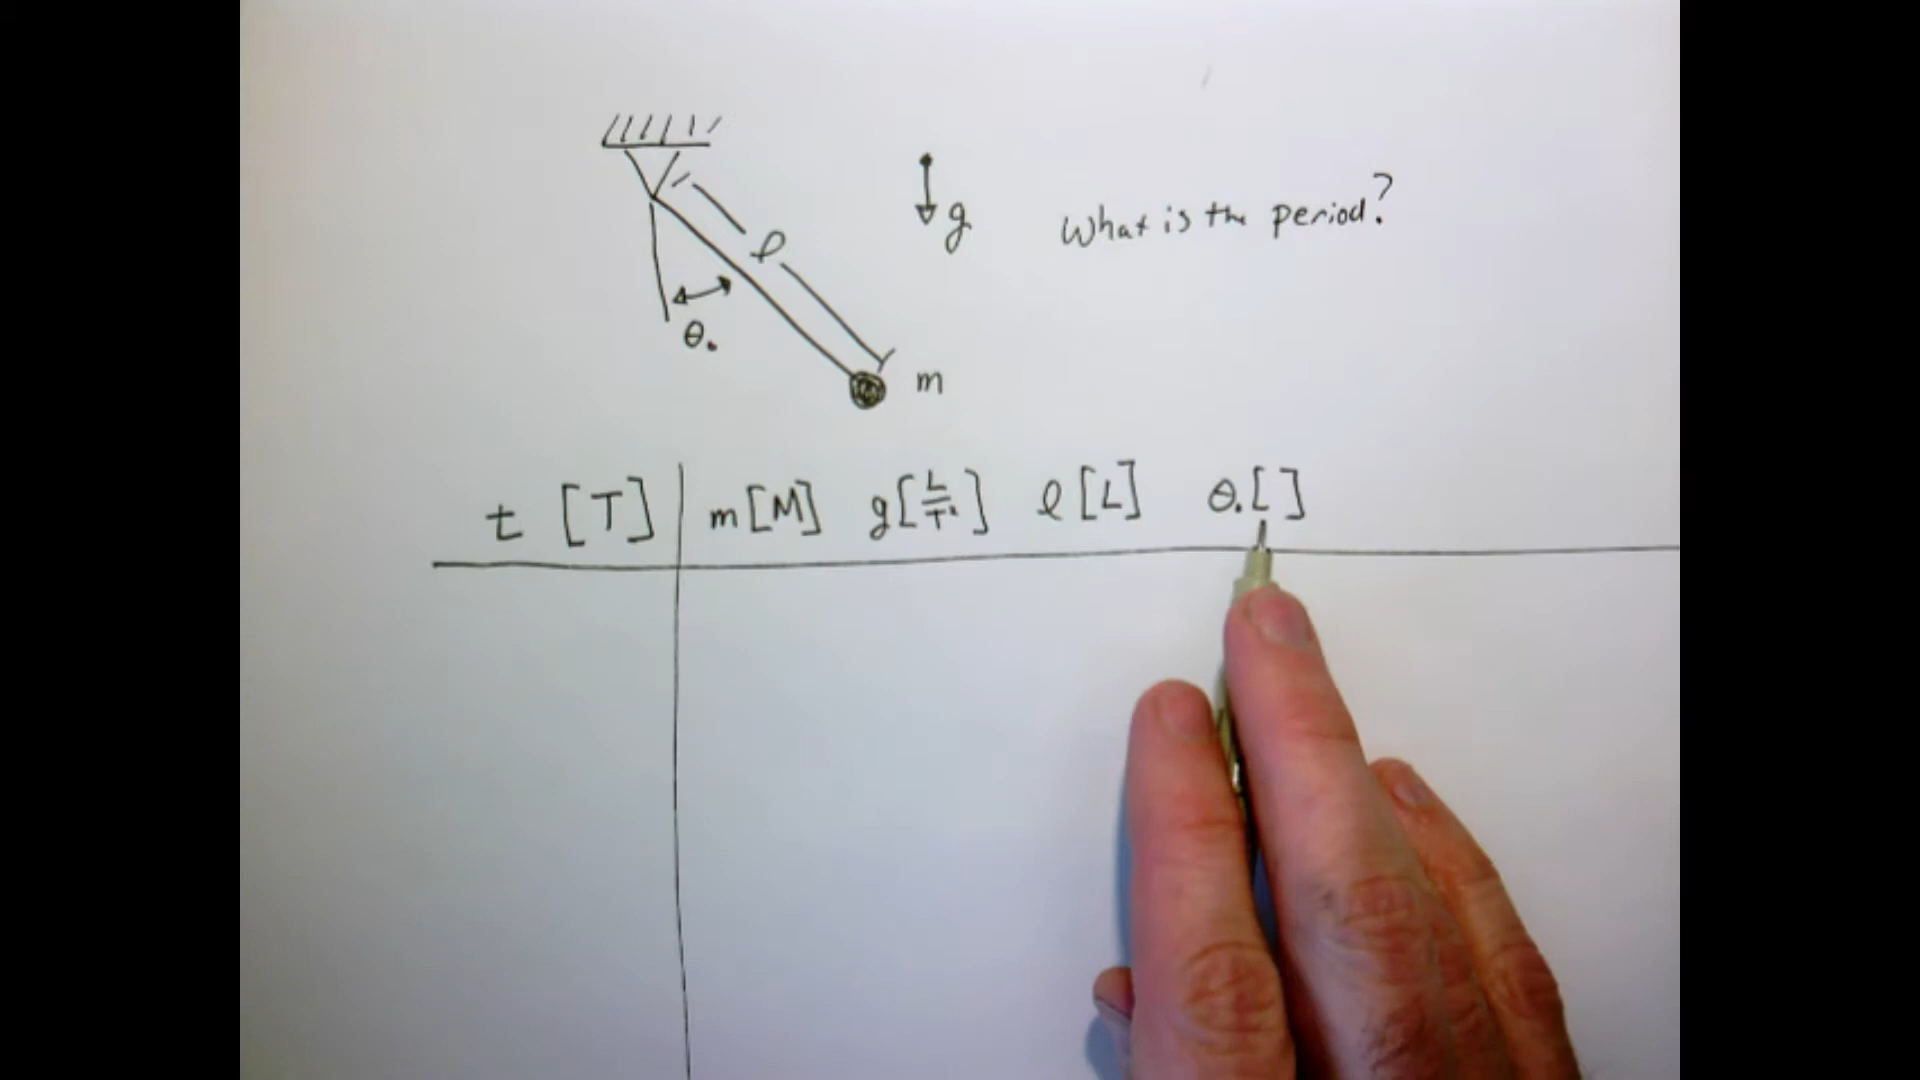 ℓ
g
What is the period?
θ₀
m
t [T] m[M] g[L/T²] ℓ[L] θ₀[ ]